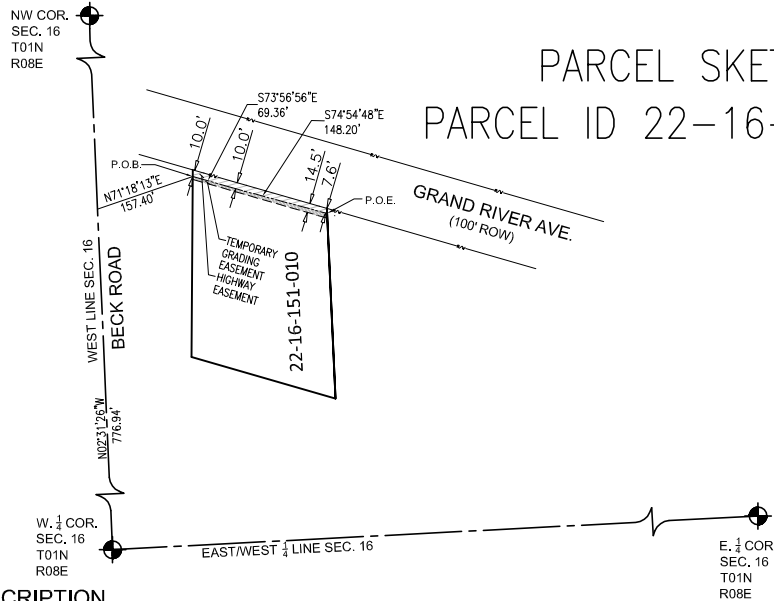 NW COR.
SEC. 16
T01N
R08E
PARCEL SKET
PARCEL ID 22-16-
S73°56'56"E
69.36'
S74°54'48"E
148.20'
10.0'
10.0'
14.5'
7.6'
P.O.B.
P.O.E.
N71°18'13"E
157.40'
GRAND RIVER AVE.
(100' ROW)
TEMPORARY
GRADING
EASEMENT
HIGHWAY
EASEMENT
22-16-151-010
WEST LINE SEC. 16
BECK ROAD
N02°31'26"W
776.94'
W. 1/4 COR.
SEC. 16
T01N
R08E
EAST/WEST 1/4 LINE SEC. 16
E. 1/4 COR
SEC. 16
T01N
R08E
CRIPTION